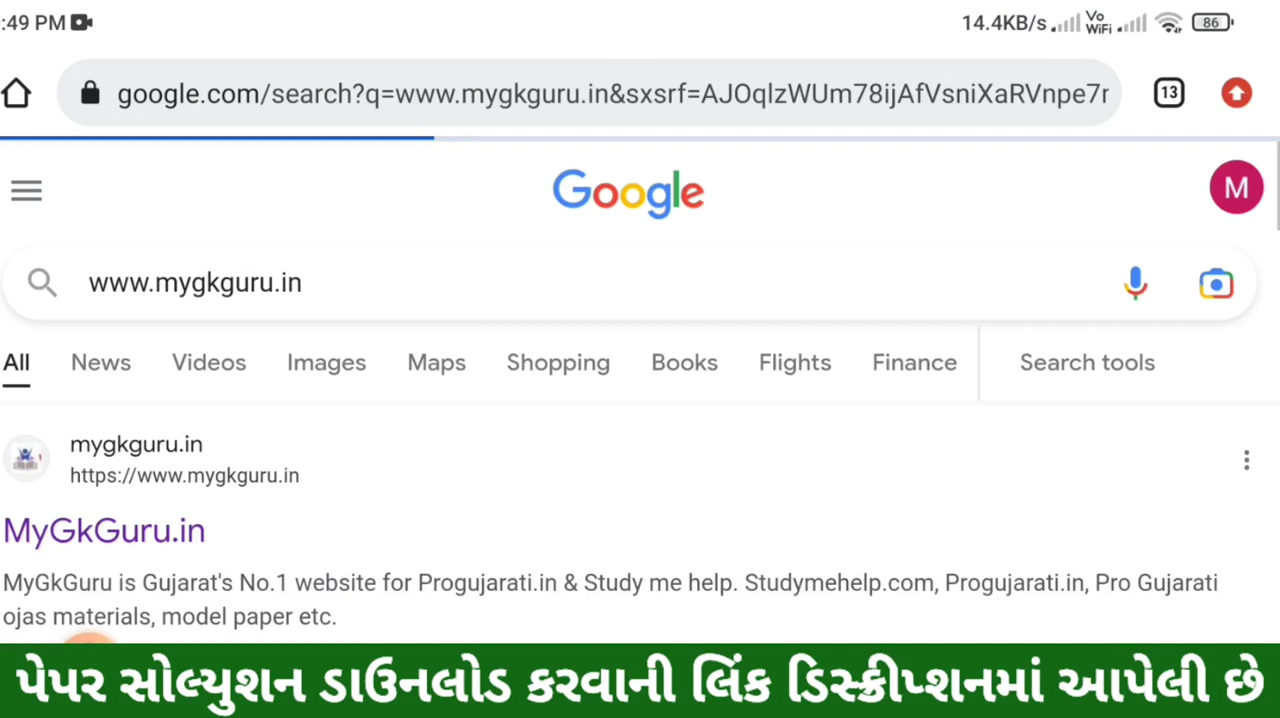 :49 PM 14.4KB/s Vo WiFi 86
google.com/search?q=www.mygkguru.in&sxsrf=AJOqlzWUm78ijAfVsniXaRVnpe7r 13
Google M
www.mygkguru.in
All News Videos Images Maps Shopping Books Flights Finance Search tools
mygkguru.in
https://www.mygkguru.in
MyGkGuru.in
MyGkGuru is Gujarat's No.1 website for Progujarati.in & Study me help. Studymehelp.com, Progujarati.in, Pro Gujarati
ojas materials, model paper etc.
પેપર સોલ્યુશન ડાઉનલોડ કરવાની લિંક ડિસ્ક્રીપ્શનમાં આપેલી છે